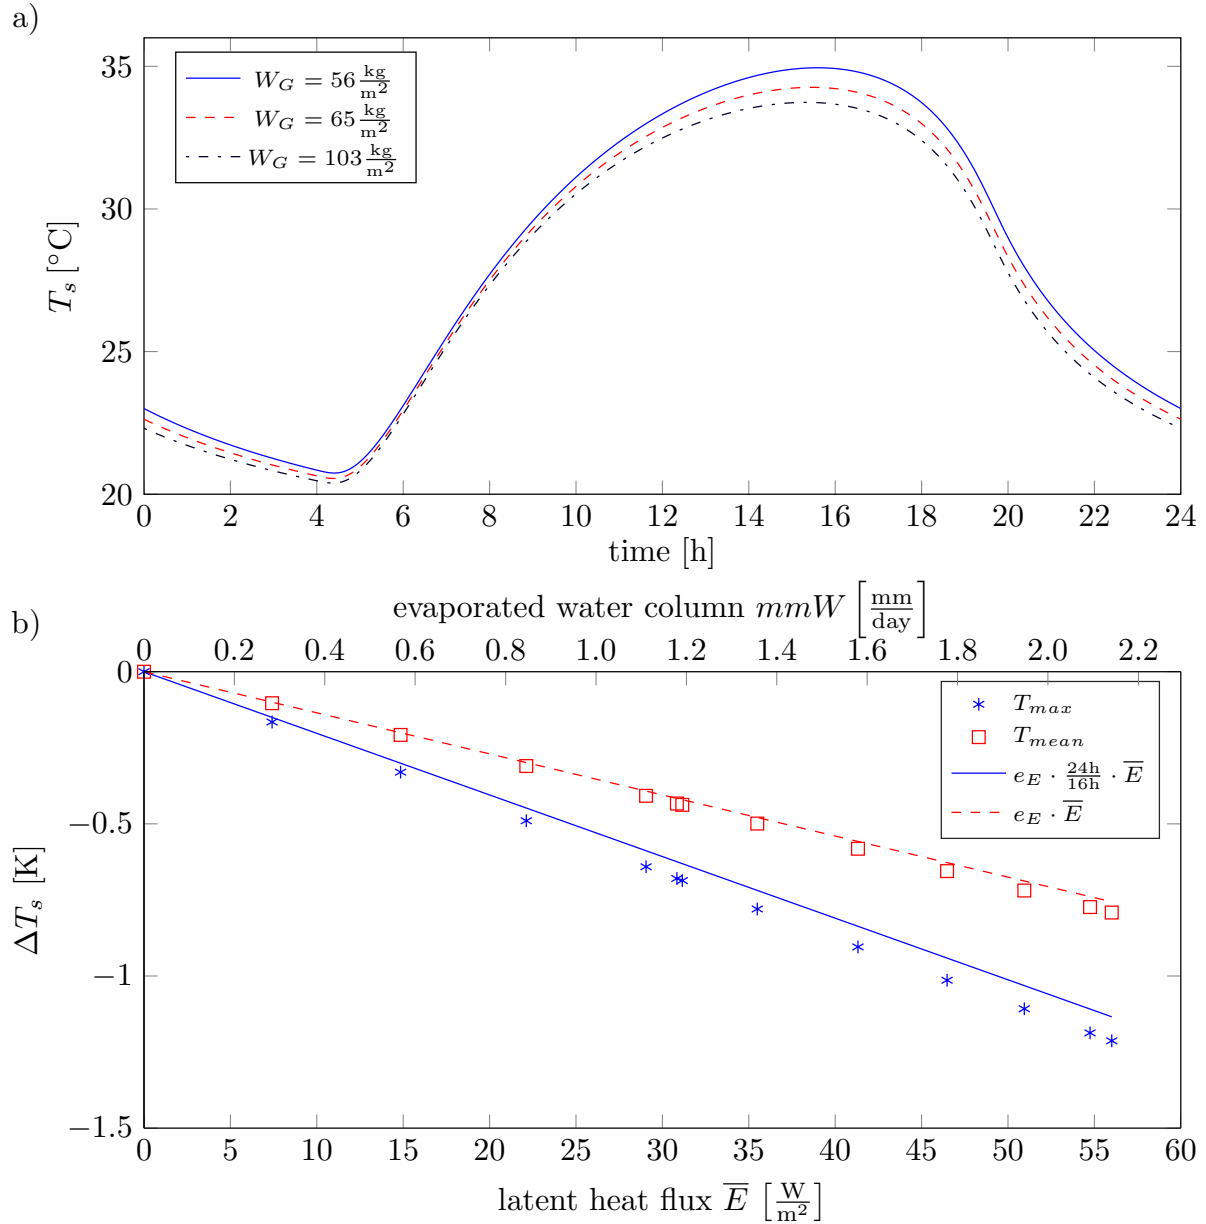 a)
35
30
25
20
T_s [°C]
W_G = 56 kg/m²
W_G = 65 kg/m²
W_G = 103 kg/m²
0 2 4 6 8 10 12 14 16 18 20 22 24
time [h]
b)
evaporated water column mmW [mm/day]
0 0.2 0.4 0.6 0.8 1.0 1.2 1.4 1.6 1.8 2.0 2.2
0
−0.5
−1
−1.5
ΔT_s [K]
T_max
T_mean
e_E · 24h/16h · E̅
e_E · E̅
0 5 10 15 20 25 30 35 40 45 50 55 60
latent heat flux E̅ [W/m²]